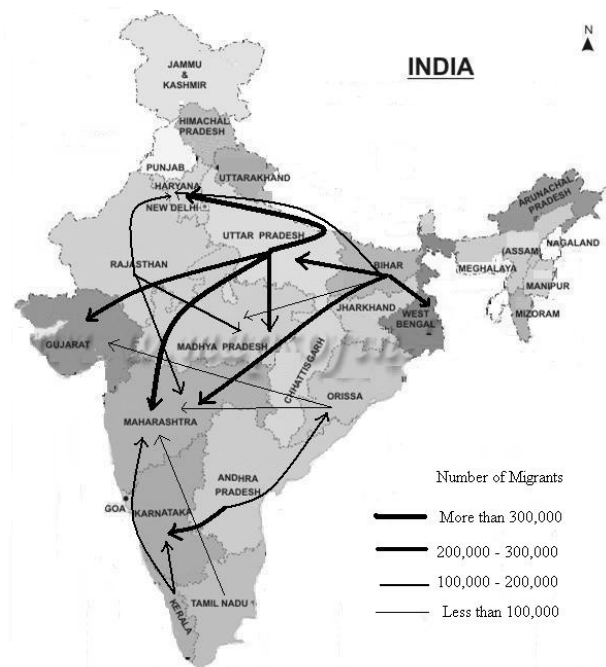 N
INDIA
JAMMU
&
KASHMIR
HIMACHAL
PRADESH
PUNJAB
UTTARAKHAND
HARYANA
NEW DELHI
ARUNACHAL
PRADESH
UTTAR PRADESH
ASSAM
NAGALAND
RAJASTHAN
BIHAR
MEGHALAYA
MANIPUR
JHARKHAND
WEST
BENGAL
MIZORAM
GUJARAT
MADHYA PRADESH
CHHATTISGARH
ORISSA
MAHARASHTRA
ANDHRA
PRADESH
GOA
KARNATAKA
KERALA
TAMIL NADU
Number of Migrants
More than 300,000
200,000 - 300,000
100,000 - 200,000
Less than 100,000